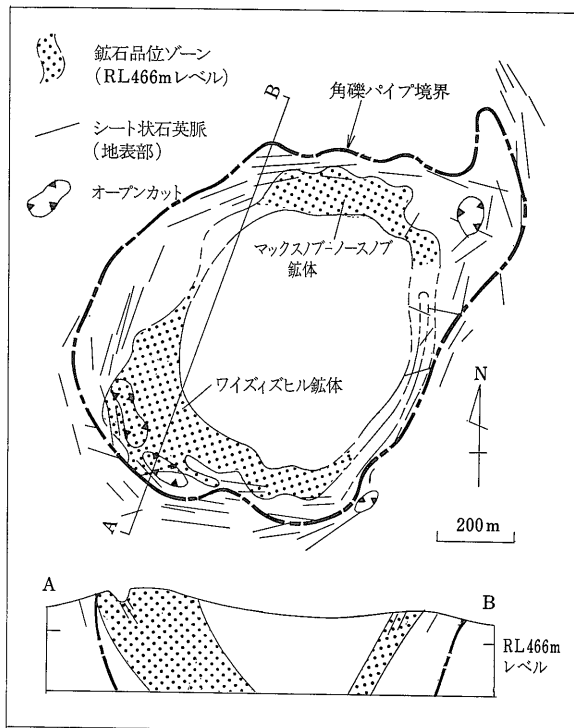 鉱石品位ゾーン
(RL466mレベル)
シート状石英脈
(地表部)
オープンカット
B
角礫パイプ境界
マックスノブ-ノースノブ
鉱体
ワイズィズヒル鉱体
N
A
200m
A
B
RL466m
レベル